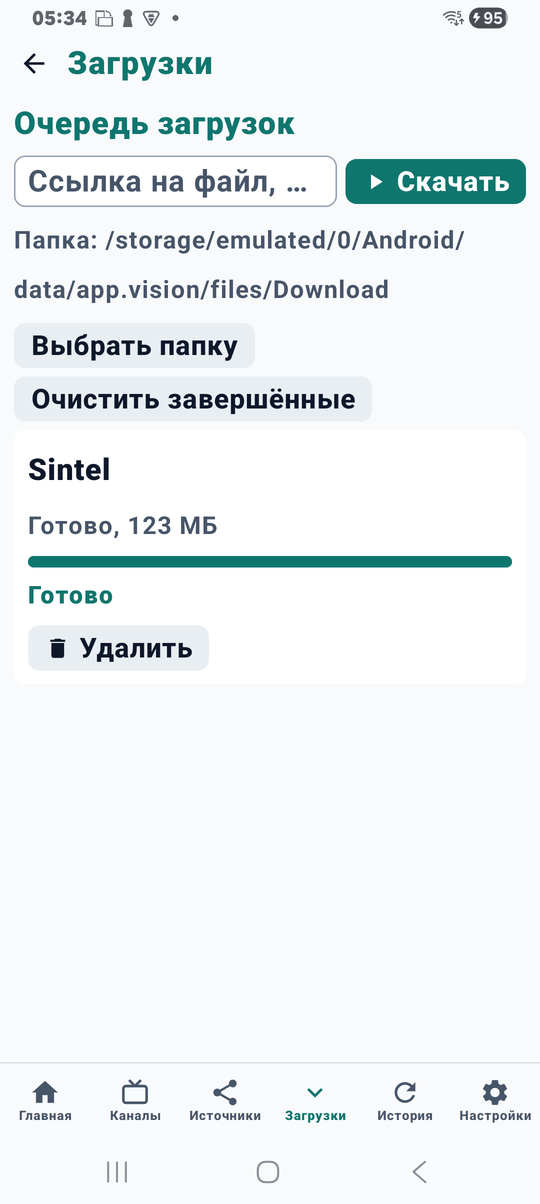 05:34
5
95
Загрузки
Очередь загрузок
Ссылка на файл, ...
Скачать
Папка: /storage/emulated/0/Android/
data/app.vision/files/Download
Выбрать папку
Очистить завершённые
Sintel
Готово, 123 МБ
Готово
Удалить
Главная
Каналы
Источники
Загрузки
История
Настройки